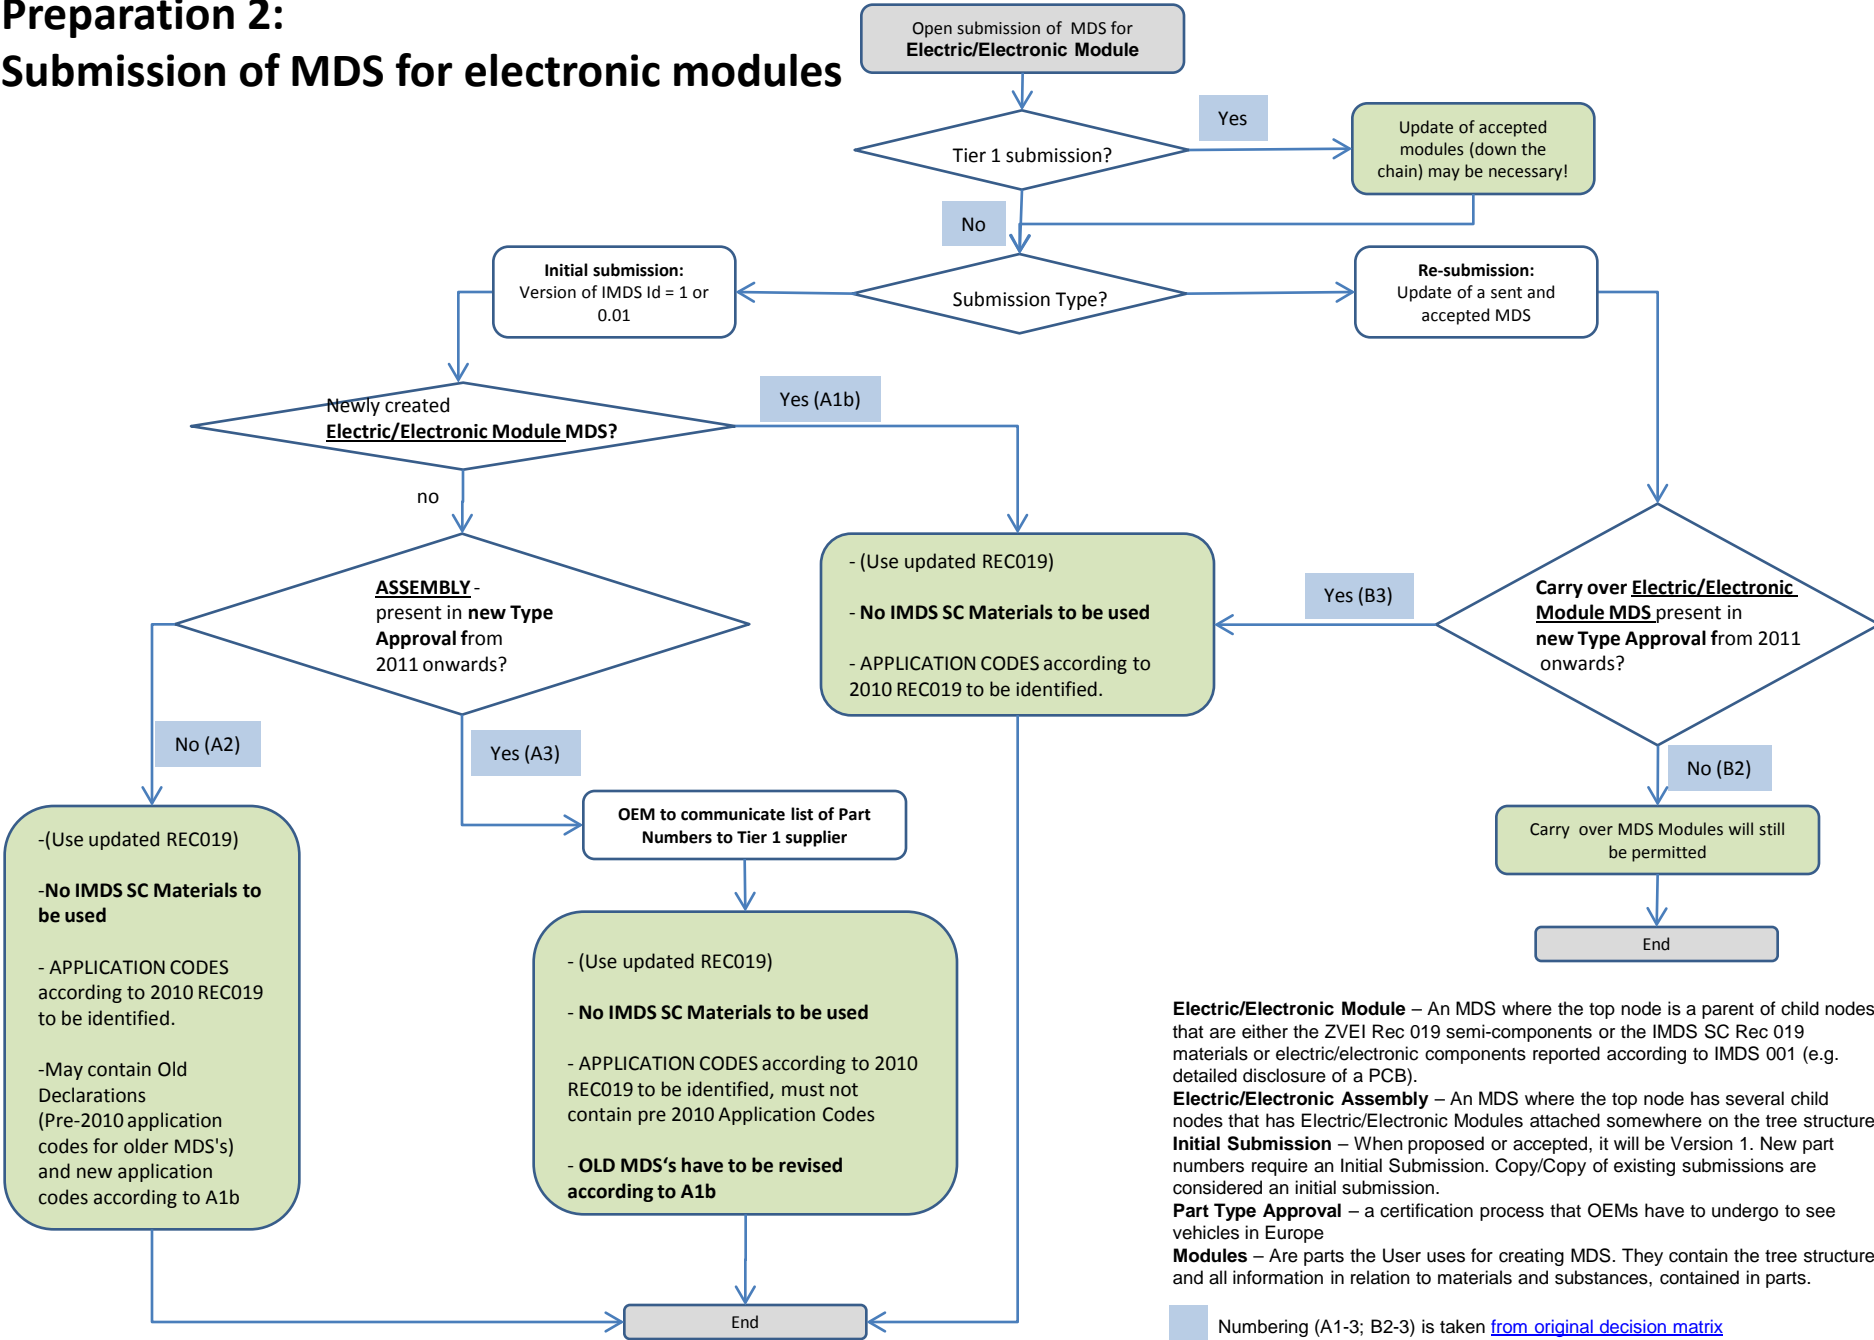 Preparation 2:
Submission of MDS for electronic modules
Open submission of MDS for
Electric/Electronic Module
Tier 1 submission?
Yes
Update of accepted
modules (down the
chain) may be necessary!
No
Initial submission:
Version of IMDS Id = 1 or
0.01
Submission Type?
Re-submission:
Update of a sent and
accepted MDS
Newly created
Electric/Electronic Module MDS?
Yes (A1b)
no
ASSEMBLY -
present in new Type
Approval from
2011 onwards?
- (Use updated REC019)
- No IMDS SC Materials to be used
- APPLICATION CODES according to
2010 REC019 to be identified.
Yes (B3)
Carry over Electric/Electronic
Module MDS present in
new Type Approval from 2011
onwards?
No (A2)
Yes (A3)
No (B2)
OEM to communicate list of Part
Numbers to Tier 1 supplier
Carry over MDS Modules will still
be permitted
End
-(Use updated REC019)
-No IMDS SC Materials to
be used
- APPLICATION CODES
according to 2010 REC019
to be identified.
-May contain Old
Declarations
(Pre-2010 application
codes for older MDS's)
and new application
codes according to A1b
- (Use updated REC019)
- No IMDS SC Materials to be used
- APPLICATION CODES according to 2010
REC019 to be identified, must not
contain pre 2010 Application Codes
- OLD MDS‘s have to be revised
according to A1b
End
Electric/Electronic Module – An MDS where the top node is a parent of child nodes
that are either the ZVEI Rec 019 semi-components or the IMDS SC Rec 019
materials or electric/electronic components reported according to IMDS 001 (e.g.
detailed disclosure of a PCB).
Electric/Electronic Assembly – An MDS where the top node has several child
nodes that has Electric/Electronic Modules attached somewhere on the tree structure
Initial Submission – When proposed or accepted, it will be Version 1. New part
numbers require an Initial Submission. Copy/Copy of existing submissions are
considered an initial submission.
Part Type Approval – a certification process that OEMs have to undergo to see
vehicles in Europe
Modules – Are parts the User uses for creating MDS. They contain the tree structure
and all information in relation to materials and substances, contained in parts.
Numbering (A1-3; B2-3) is taken from original decision matrix